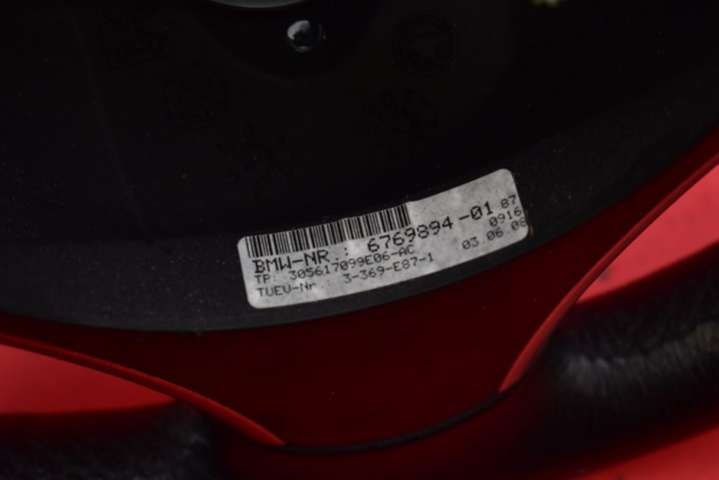 BMW-NR.: 6769894-01 87
TP: 305617099E06-AC 0916
TUEV-Nr.: 3-369-E87-1 03.06.08